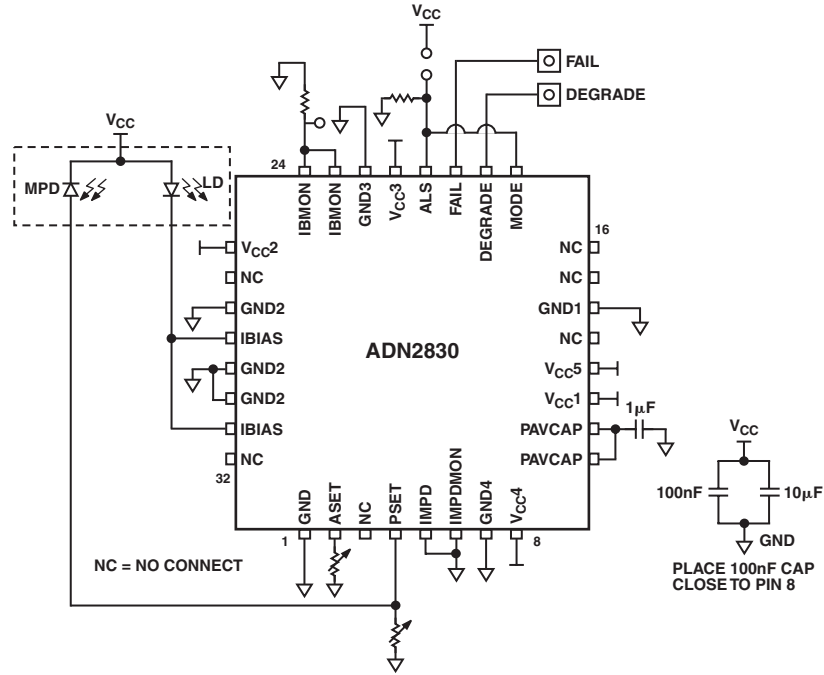 VCC
FAIL
DEGRADE
VCC
MPD
LD
24
IBMON
IBMON
GND3
VCC3
ALS
FAIL
DEGRADE
MODE
16
VCC2
NC
GND2
IBIAS
GND2
GND2
IBIAS
NC
32
ADN2830
NC
NC
GND1
NC
VCC5
VCC1
PAVCAP
PAVCAP
1μF
GND
ASET
NC
PSET
IMPD
IMPDMON
GND4
VCC4
1
8
NC = NO CONNECT
VCC
100nF
10μF
GND
PLACE 100nF CAP
CLOSE TO PIN 8